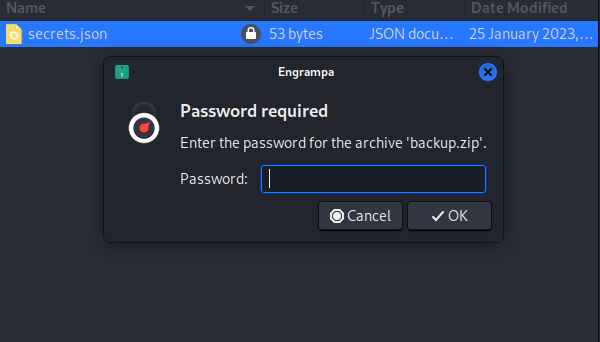 Name Size Type Date Modified
secrets.json 53 bytes JSON docu... 25 January 2023,...
Engrampa
Password required
Enter the password for the archive 'backup.zip'.
Password:
Cancel OK